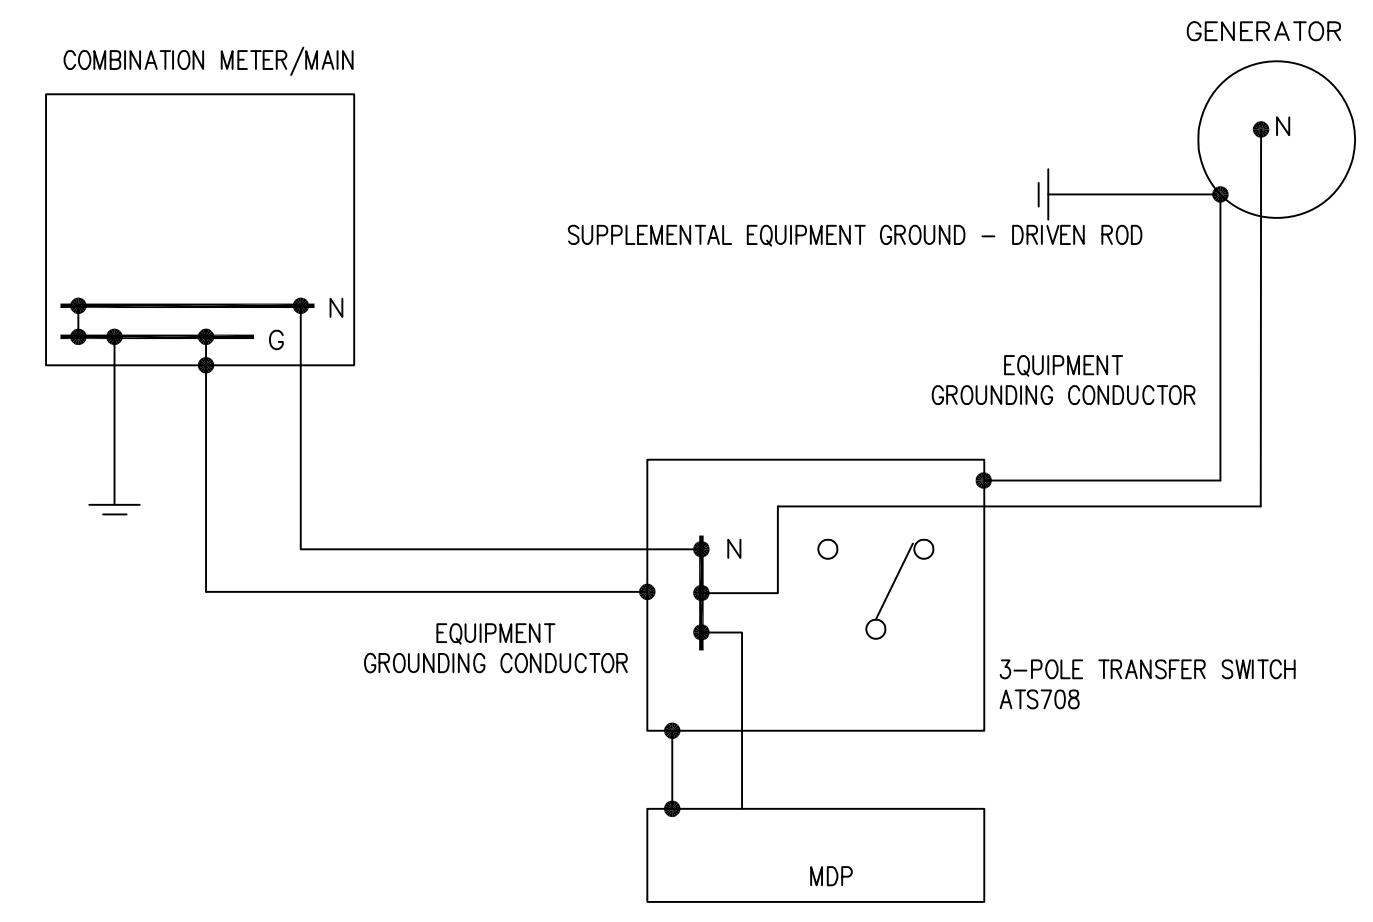 GENERATOR
COMBINATION METER/MAIN
N
SUPPLEMENTAL EQUIPMENT GROUND - DRIVEN ROD
N
G
EQUIPMENT
GROUNDING CONDUCTOR
N
EQUIPMENT
GROUNDING CONDUCTOR
3-POLE TRANSFER SWITCH
ATS708
MDP